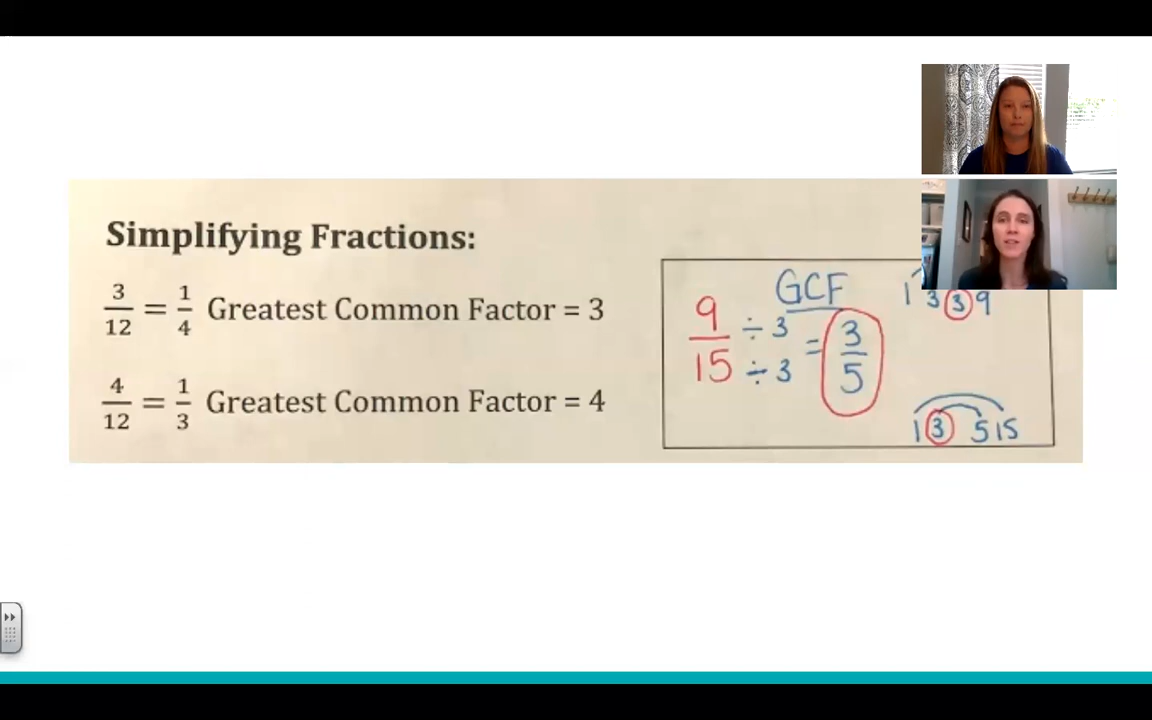 Simplifying Fractions:
3/12 = 1/4 Greatest Common Factor = 3
4/12 = 1/3 Greatest Common Factor = 4
GCF
9/15 ÷ 3/÷ 3 = 3/5
1 3 3 9
1 3 5 15